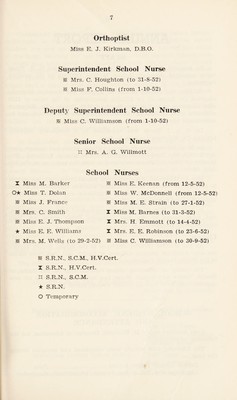 7
Orthoptist
Miss E. J. Kirkman, D.B.O.
Superintendent School Nurse
※ Mrs. C. Houghton (to 31-8-52)
※ Miss F. Collins (from 1-10-52)
Deputy Superintendent School Nurse
※ Miss C. Williamson (from 1-10-52)
Senior School Nurse
∷ Mrs. A. G. Wilmott
School Nurses
⧗ Miss M. Barker ※ Miss E. Keenan (from 12-5-52)
○★ Miss T. Dolan ※ Miss W. McDonnell (from 12-5-52)
※ Miss J. France ※ Miss M. E. Strain (to 27-1-52)
※ Mrs. C. Smith ⧗ Miss M. Barnes (to 31-3-52)
※ Miss E. J. Thompson ⧗ Mrs. H. Emmott (to 14-4-52)
★ Miss E. E. Williams ⧗ Mrs. E. E. Robinson (to 23-6-52)
※ Mrs. M. Wells (to 29-2-52) ※ Miss C. Williamson (to 30-9-52)
※ S.R.N., S.C.M., H.V.Cert.
⧗ S.R.N., H.V.Cert.
∷ S.R.N., S.C.M.
★ S.R.N.
○ Temporary